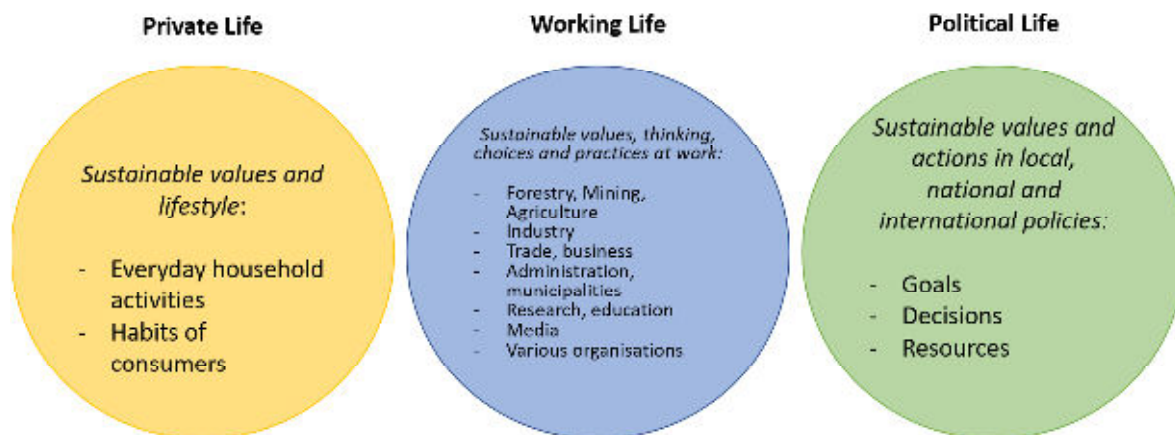 Private Life
Sustainable values and
lifestyle:
- Everyday household
activities
- Habits of
consumers
Working Life
Sustainable values, thinking,
choices and practices at work:
- Forestry, Mining,
Agriculture
- Industry
- Trade, business
- Administration,
municipalities
- Research, education
- Media
- Various organisations
Political Life
Sustainable values and
actions in local,
national and
international policies:
- Goals
- Decisions
- Resources